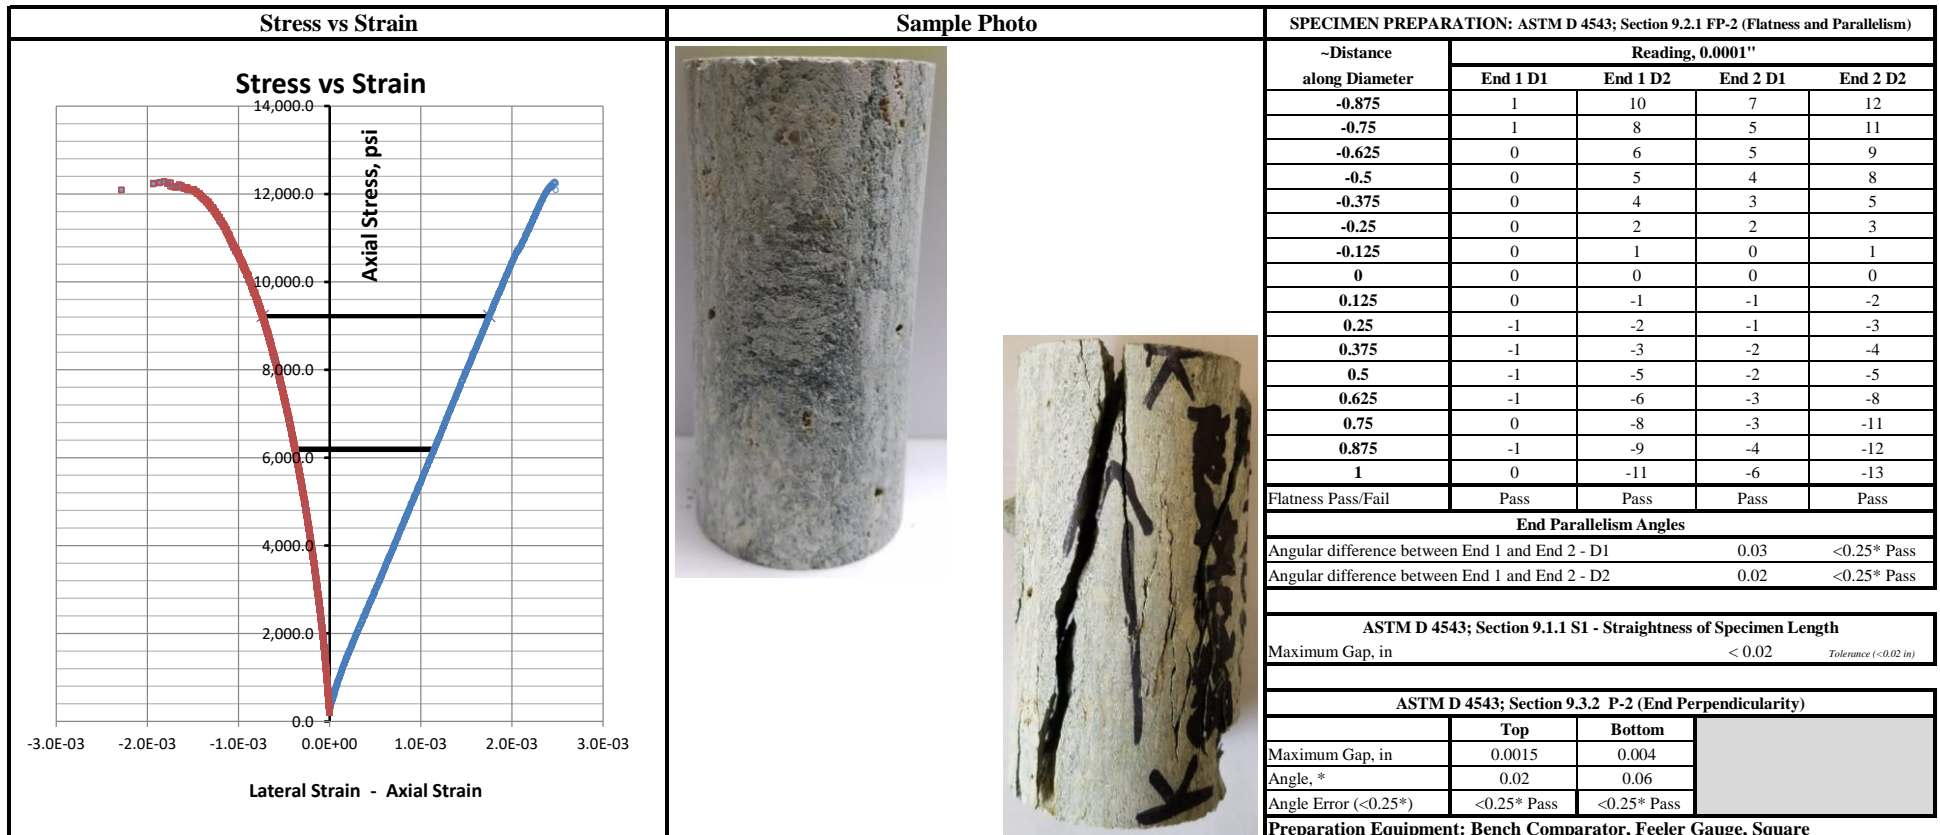 Stress vs Strain
Sample Photo
SPECIMEN PREPARATION: ASTM D 4543; Section 9.2.1 FP-2 (Flatness and Parallelism)
Stress vs Strain
14,000.0
12,000.0
10,000.0
8,000.0
6,000.0
4,000.0
2,000.0
0.0
Axial Stress, psi
-3.0E-03 -2.0E-03 -1.0E-03 0.0E+00 1.0E-03 2.0E-03 3.0E-03
Lateral Strain - Axial Strain
~Distance Reading, 0.0001"
along Diameter End 1 D1 End 1 D2 End 2 D1 End 2 D2
-0.875 1 10 7 12
-0.75 1 8 5 11
-0.625 0 6 5 9
-0.5 0 5 4 8
-0.375 0 4 3 5
-0.25 0 2 2 3
-0.125 0 1 0 1
0 0 0 0 0
0.125 0 -1 -1 -2
0.25 -1 -2 -1 -3
0.375 -1 -3 -2 -4
0.5 -1 -5 -2 -5
0.625 -1 -6 -3 -8
0.75 0 -8 -3 -11
0.875 -1 -9 -4 -12
1 0 -11 -6 -13
Flatness Pass/Fail Pass Pass Pass Pass
End Parallelism Angles
Angular difference between End 1 and End 2 - D1 0.03 <0.25* Pass
Angular difference between End 1 and End 2 - D2 0.02 <0.25* Pass
ASTM D 4543; Section 9.1.1 S1 - Straightness of Specimen Length
Maximum Gap, in < 0.02 Tolerance (<0.02 in)
ASTM D 4543; Section 9.3.2 P-2 (End Perpendicularity)
Top Bottom
Maximum Gap, in 0.0015 0.004
Angle, * 0.02 0.06
Angle Error (<0.25*) <0.25* Pass <0.25* Pass
Preparation Equipment: Bench Comparator, Feeler Gauge, Square